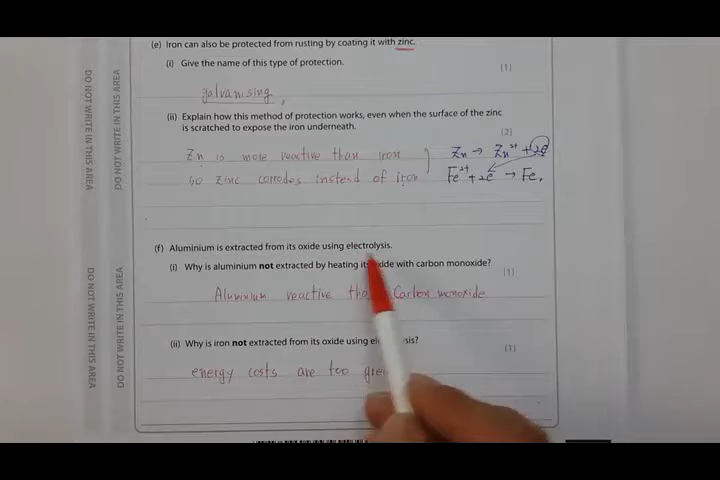 (e) Iron can also be protected from rusting by coating it with zinc.
(i) Give the name of this type of protection.
(1)
galvanising
(ii) Explain how this method of protection works, even when the surface of the zinc
is scratched to expose the iron underneath.
(2)
Zn is more reactive than iron
so zinc corrodes instead of iron
Zn → Zn²⁺ + 2e
Fe²⁺ + 2e → Fe.
(f) Aluminium is extracted from its oxide using electrolysis.
(i) Why is aluminium not extracted by heating its oxide with carbon monoxide?
(1)
Aluminium reactive Carbon monoxide
(ii) Why is iron not extracted from its oxide using
(1)
energy costs are too
DO NOT WRITE IN THIS AREA
DO NOT WRITE IN THIS AREA
DO NOT WRITE IN THIS AREA
DO NOT WRITE IN THIS AREA